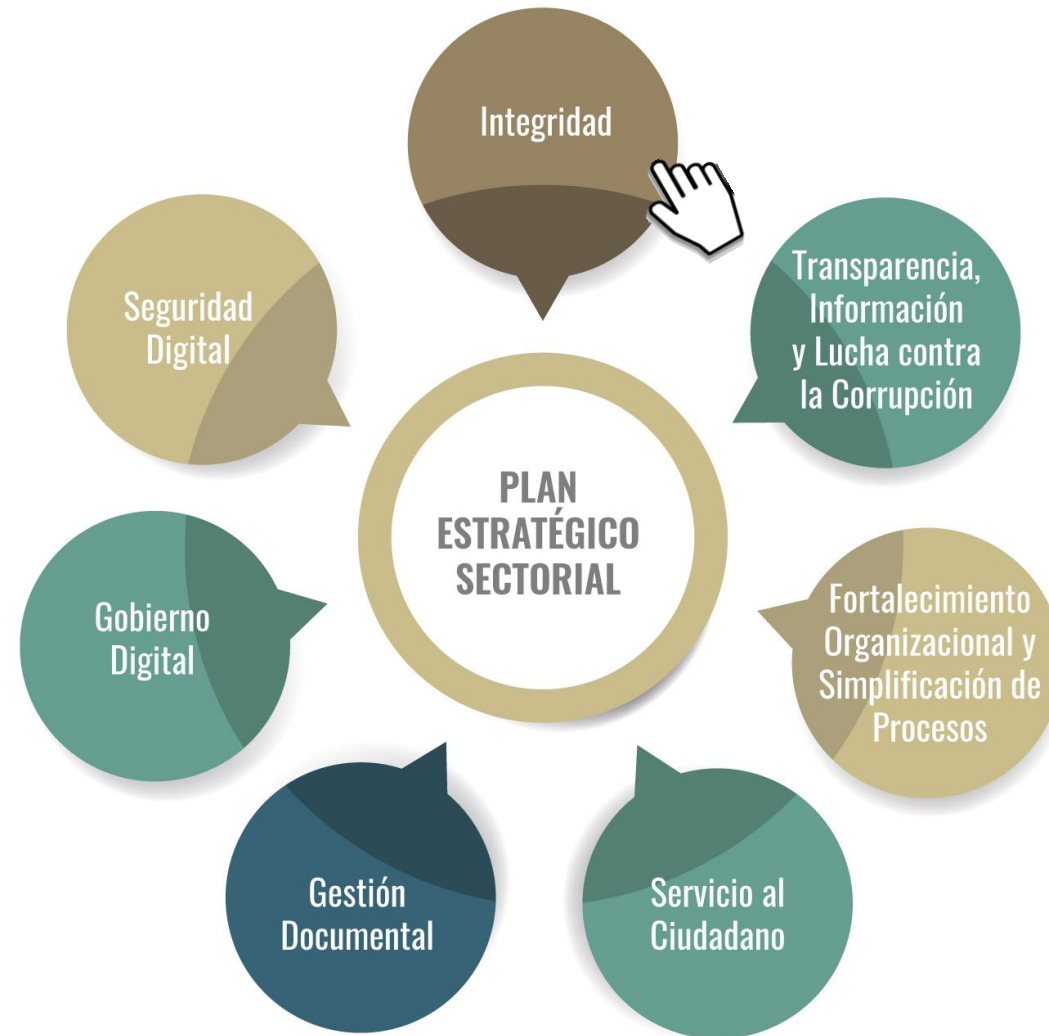 Integridad
Transparencia,
Información
y Lucha contra
la Corrupción
Fortalecimiento
Organizacional y
Simplificación de
Procesos
Servicio al
Ciudadano
Gestión
Documental
Gobierno
Digital
Seguridad
Digital
PLAN
ESTRATÉGICO
SECTORIAL